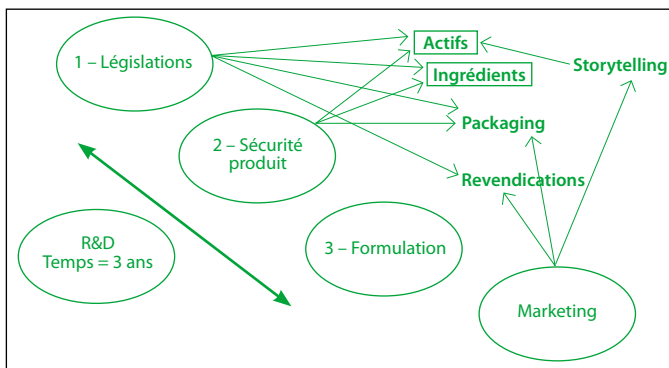 1 – Législations
Actifs
Ingrédients
Storytelling
2 – Sécurité
produit
Packaging
Revendications
R&D
Temps = 3 ans
3 – Formulation
Marketing